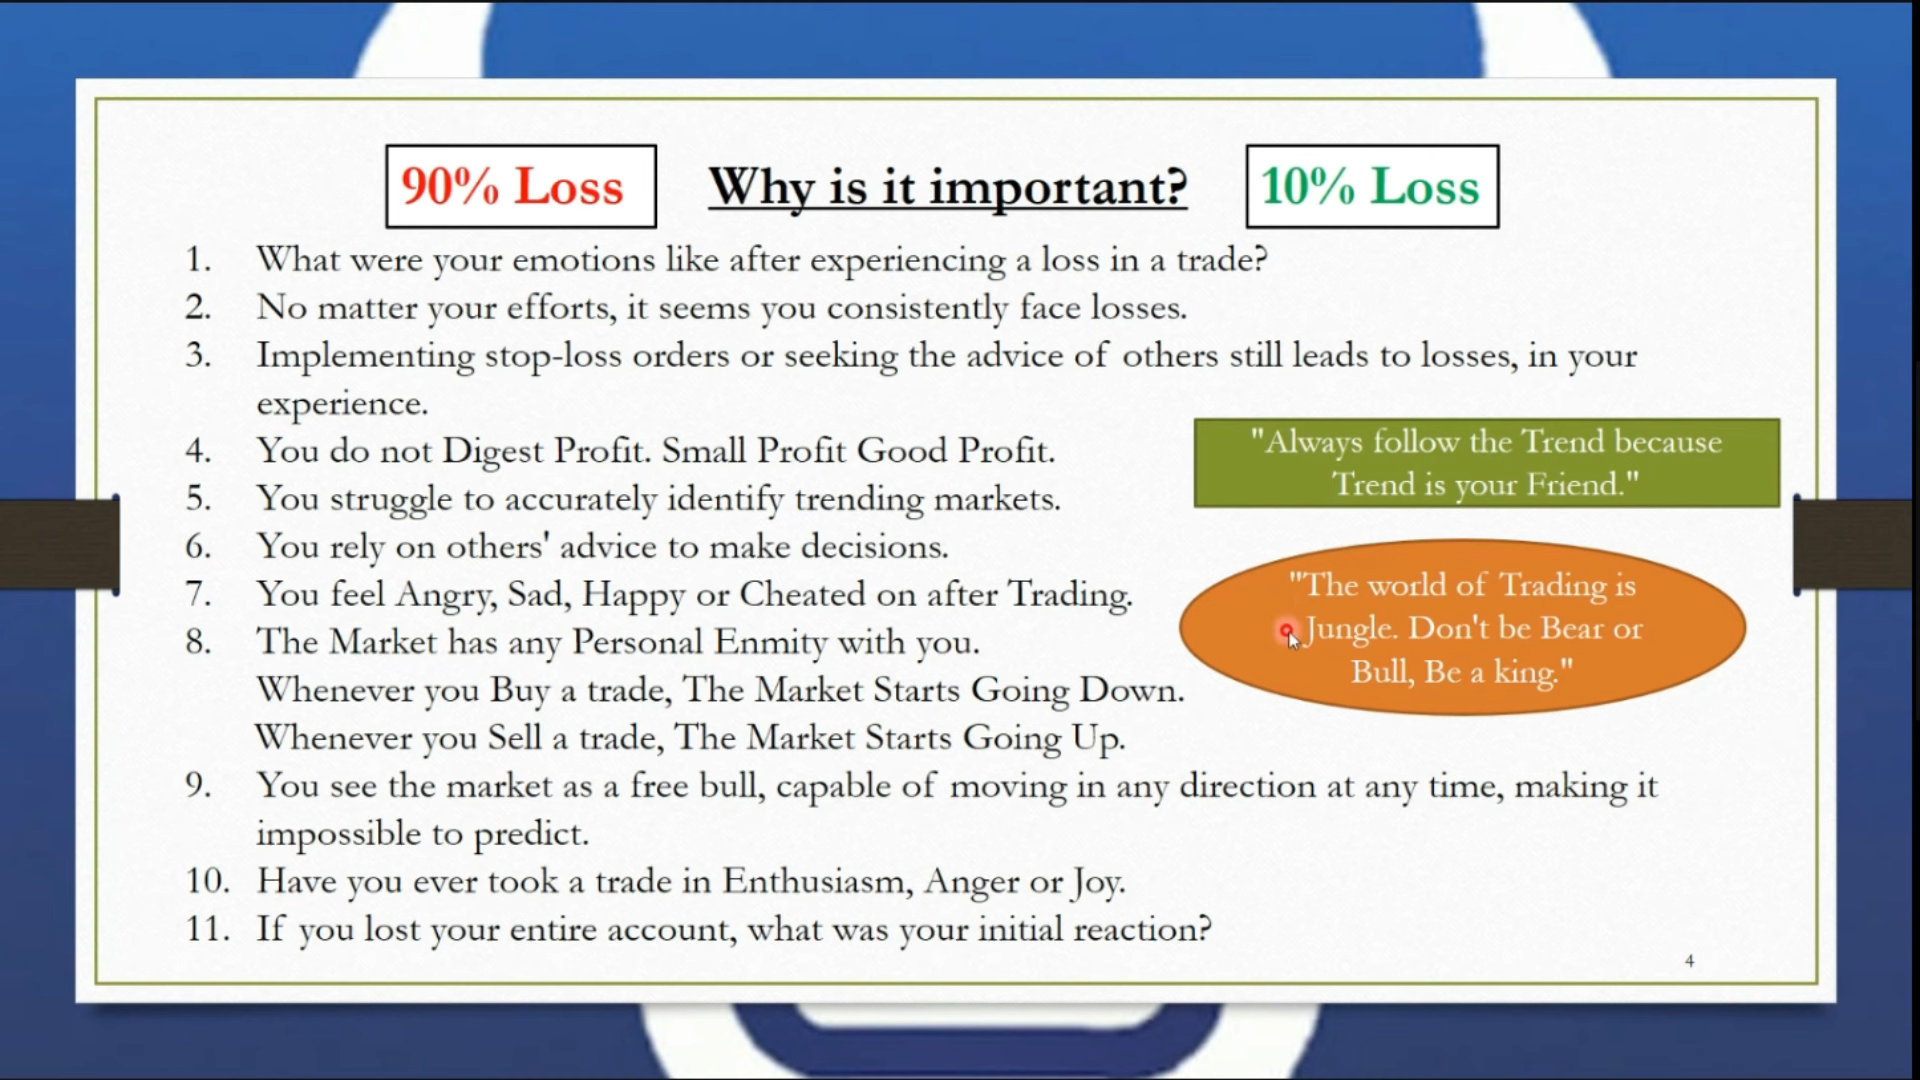 90% Loss Why is it important? 10% Loss
1. What were your emotions like after experiencing a loss in a trade?
2. No matter your efforts, it seems you consistently face losses.
3. Implementing stop-loss orders or seeking the advice of others still leads to losses, in your
experience.
4. You do not Digest Profit. Small Profit Good Profit.
5. You struggle to accurately identify trending markets.
6. You rely on others' advice to make decisions.
7. You feel Angry, Sad, Happy or Cheated on after Trading.
8. The Market has any Personal Enmity with you.
Whenever you Buy a trade, The Market Starts Going Down.
Whenever you Sell a trade, The Market Starts Going Up.
9. You see the market as a free bull, capable of moving in any direction at any time, making it
impossible to predict.
10. Have you ever took a trade in Enthusiasm, Anger or Joy.
11. If you lost your entire account, what was your initial reaction?
"Always follow the Trend because
Trend is your Friend."
"The world of Trading is
Jungle. Don't be Bear or
Bull, Be a king."
4